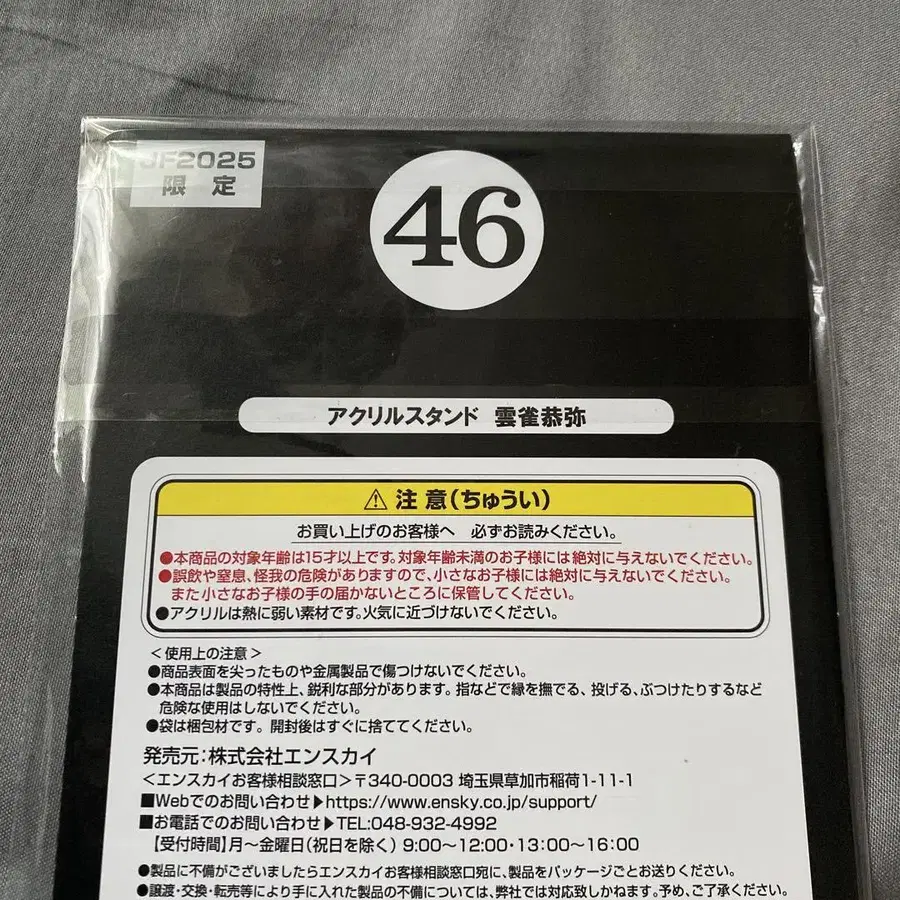 JF2025
限 定
46
アクリルスタンド 雲雀恭弥
⚠ 注 意(ちゅうい)
お買い上げのお客様へ 必ずお読みください。
●本商品の対象年齢は15才以上です。対象年齢未満のお子様には絶対に与えないでください。
●誤飲や窒息、怪我の危険がありますので、小さなお子様には絶対に与えないでください。
また小さなお子様の手の届かないところに保管してください。
●アクリルは熱に弱い素材です。火気に近づけないでください。
＜使用上の注意＞
●商品表面を尖ったものや金属製品で傷つけないでください。
●本商品は製品の特性上、鋭利な部分があります。指などで縁を撫でる、投げる、ぶつけたりするなど
危険な使用はしないでください。
●袋は梱包材です。開封後はすぐに捨ててください。
発売元:株式会社エンスカイ
＜エンスカイお客様相談窓口＞〒340-0003 埼玉県草加市稲荷1-11-1
■Webでのお問い合わせ▶https://www.ensky.co.jp/support/
■お電話でのお問い合わせ▶TEL:048-932-4992
【受付時間】月～金曜日(祝日を除く) 9:00～12:00・13:00～16:00
●製品に不備がございましたらエンスカイお客様相談窓口宛に、製品をパッケージごとお送りください。
●譲渡・交換・転売等により手に入れた製品の不備については、弊社では対応致しかねます。予め、ご了承ください。